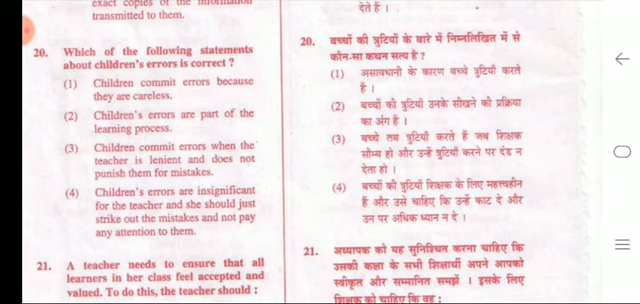 exact copies of the information
transmitted to them.
20. Which of the following statements
about children's errors is correct ?
(1) Children commit errors because
they are careless.
(2) Children's errors are part of the
learning process.
(3) Children commit errors when the
teacher is lenient and does not
punish them for mistakes.
(4) Children's errors are insignificant
for the teacher and she should just
strike out the mistakes and not pay
any attention to them.
21. A teacher needs to ensure that all
learners in her class feel accepted and
valued. To do this, the teacher should :
देते हैं ।
20. बच्चों की त्रुटियों के बारे में निम्नलिखित में से
कौन-सा कथन सत्य है ?
(1) असावधानी के कारण बच्चे त्रुटियाँ करते
हैं ।
(2) बच्चों की त्रुटियाँ उनके सीखने की प्रक्रिया
का अंग हैं ।
(3) बच्चे तब त्रुटियाँ करते हैं जब शिक्षक
सौम्य हो और उन्हें त्रुटियाँ करने पर दंड न
देता हो ।
(4) बच्चों की त्रुटियाँ शिक्षक के लिए महत्त्वहीन
हैं और उसे चाहिए कि उन्हें काट दे और
उन पर अधिक ध्यान न दे ।
21. अध्यापक को यह सुनिश्चित करना चाहिए कि
उसकी कक्षा के सभी शिक्षार्थी अपने आपको
स्वीकृत और सम्मानित समझें । इसके लिए
शिक्षक को चाहिए कि वह :